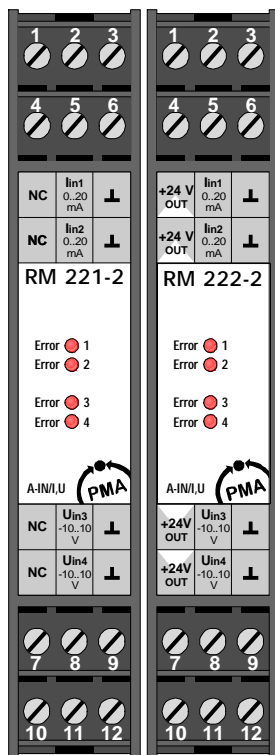 1 2 3
4 5 6
NC Iin1 0..20 mA ⊥
NC Iin2 0..20 mA ⊥
RM 221-2
Error 1
Error 2
Error 3
Error 4
A-IN/I,U PMA
NC Uin3 -10..10 V ⊥
NC Uin4 -10..10 V ⊥
7 8 9
10 11 12
1 2 3
4 5 6
+24 V OUT Iin1 0..20 mA ⊥
+24 V OUT Iin2 0..20 mA ⊥
RM 222-2
Error 1
Error 2
Error 3
Error 4
A-IN/I,U PMA
+24V OUT Uin3 -10..10 V ⊥
+24V OUT Uin4 -10..10 V ⊥
7 8 9
10 11 12